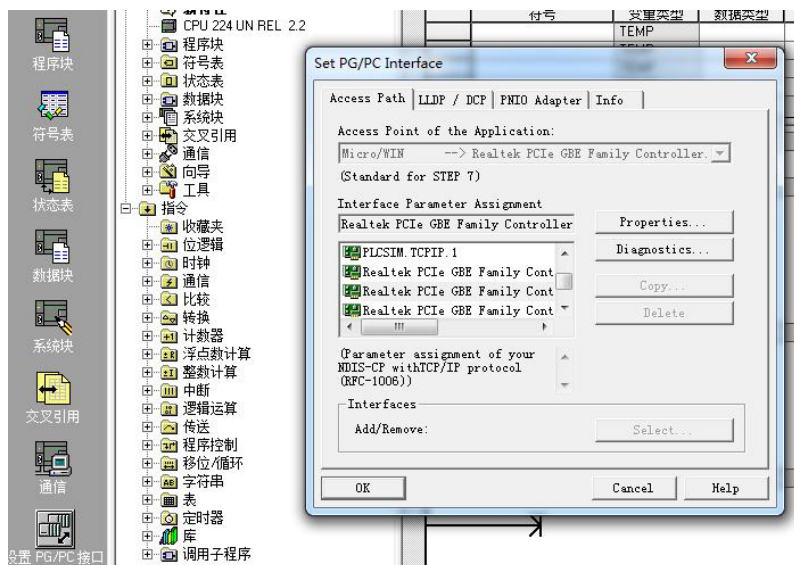 程序块
符号表
状态表
数据块
系统块
交叉引用
通信
设置 PG/PC 接口
CPU 224 UN REL 2.2
程序块
符号表
状态表
数据块
系统块
交叉引用
通信
向导
工具
指令
收藏夹
位逻辑
时钟
通信
比较
转换
计数器
浮点数计算
整数计算
中断
逻辑运算
传送
程序控制
移位/循环
字符串
表
定时器
库
调用子程序
符号
变量类型
数据类型
TEMP
Set PG/PC Interface
Access Path
LLDP / DCP
PNIO Adapter
Info
Access Point of the Application:
Micro/WIN --> Realtek PCIe GBE Family Controller.
(Standard for STEP 7)
Interface Parameter Assignment
Realtek PCIe GBE Family Controller
PLCSIM.TCPIP.1
Realtek PCIe GBE Family Cont
Realtek PCIe GBE Family Cont
Realtek PCIe GBE Family Cont
(Parameter assignment of your
NDIS-CP withTCP/IP protocol
(RFC-1006))
Properties...
Diagnostics...
Copy...
Delete
Interfaces
Add/Remove:
Select...
OK
Cancel
Help